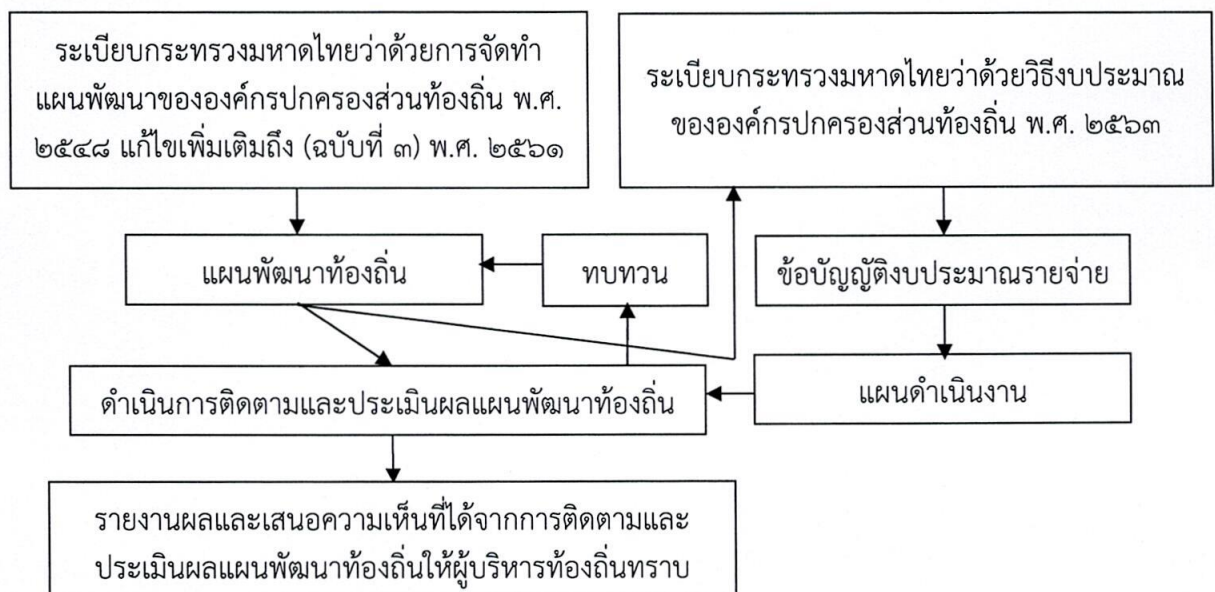 ระเบียบกระทรวงมหาดไทยว่าด้วยการจัดทำ
แผนพัฒนาขององค์กรปกครองส่วนท้องถิ่น พ.ศ.
๒๕๔๘ แก้ไขเพิ่มเติมถึง (ฉบับที่ ๓) พ.ศ. ๒๕๖๑
ระเบียบกระทรวงมหาดไทยว่าด้วยวิธีงบประมาณ
ขององค์กรปกครองส่วนท้องถิ่น พ.ศ. ๒๕๖๓
แผนพัฒนาท้องถิ่น
ทบทวน
ข้อบัญญัติงบประมาณรายจ่าย
ดำเนินการติดตามและประเมินผลแผนพัฒนาท้องถิ่น
แผนดำเนินงาน
รายงานผลและเสนอความเห็นที่ได้จากการติดตามและ
ประเมินผลแผนพัฒนาท้องถิ่นให้ผู้บริหารท้องถิ่นทราบ